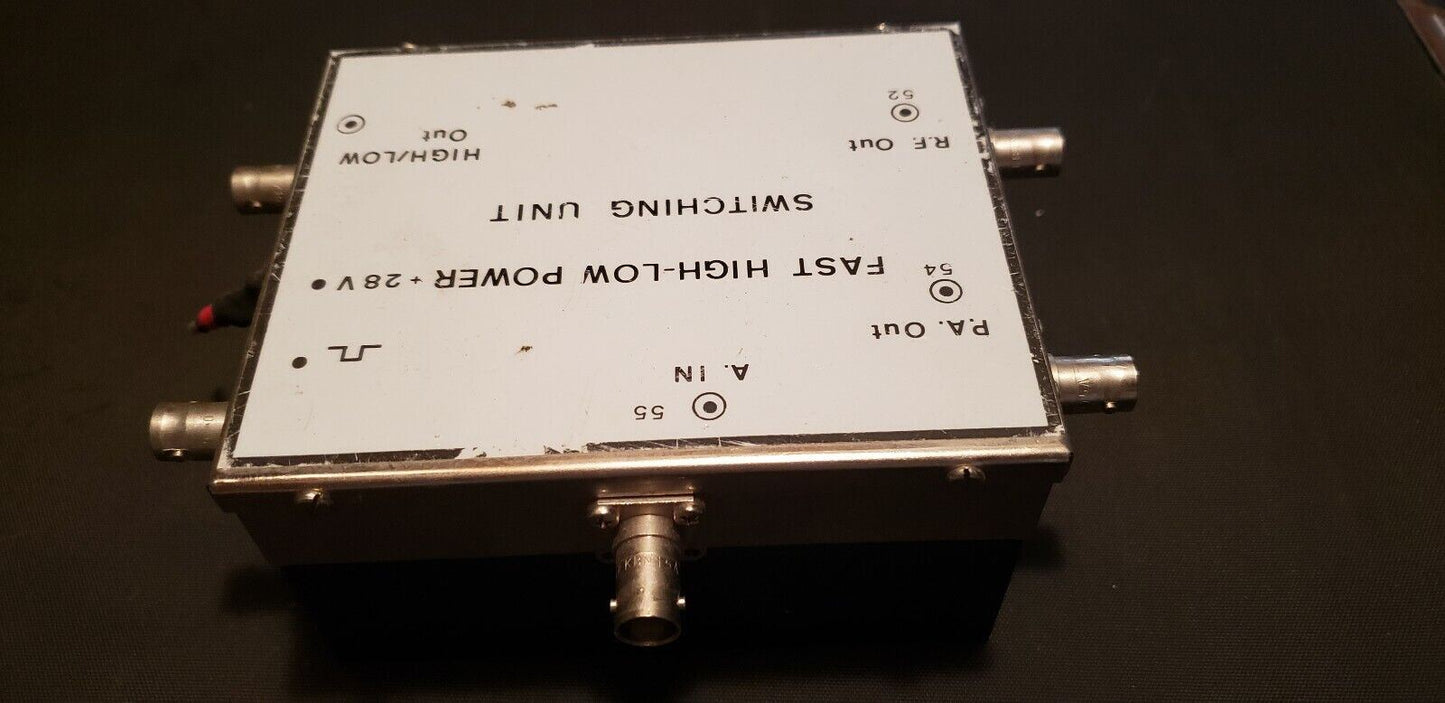 55
A. IN
P.A. Out
54
FAST HIGH-LOW POWER +28V
SWITCHING UNIT
R.F. Out
52
HIGH/LOW
Out